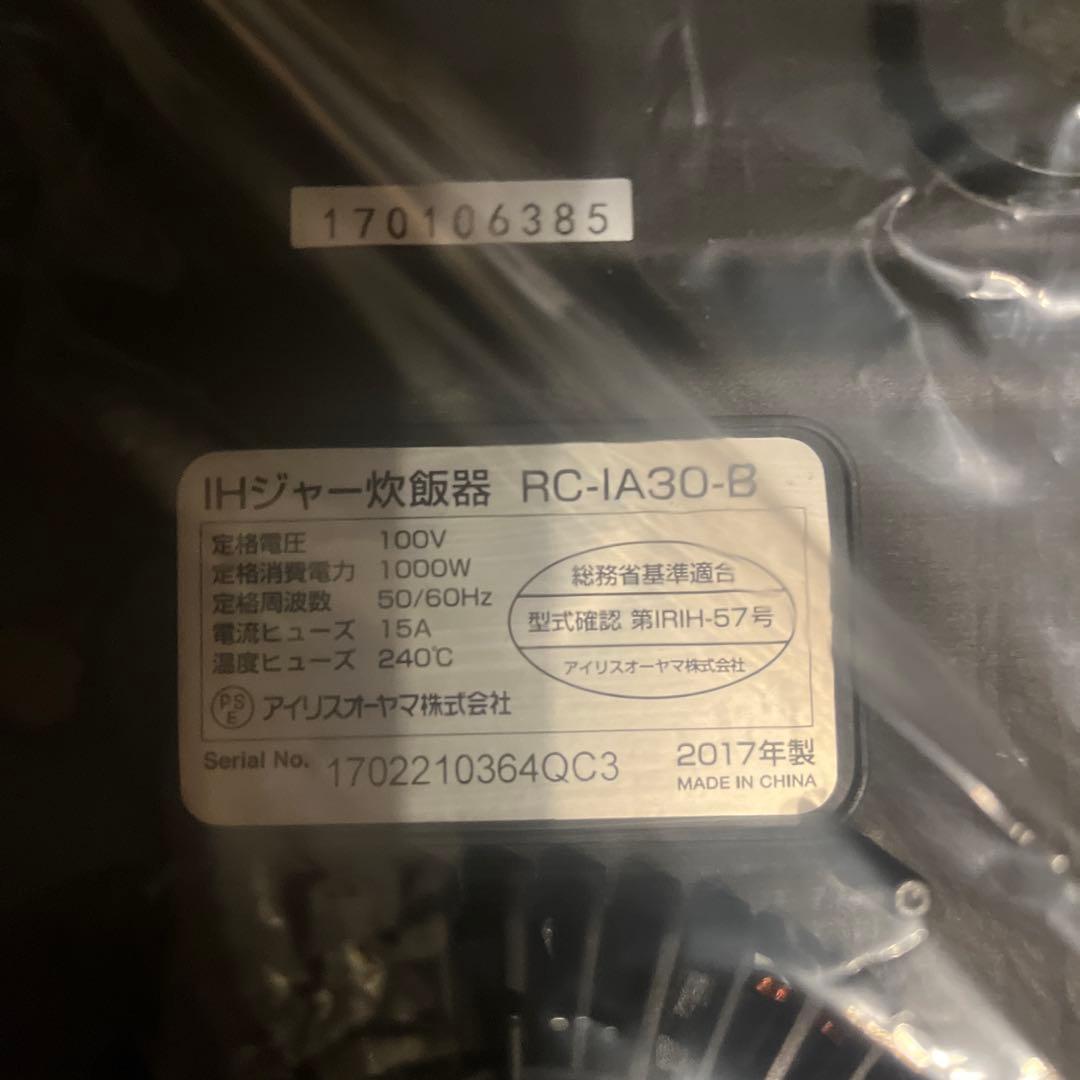 170106385
IHジャー炊飯器 RC-IA30-B
定格電圧 100V
定格消費電力 1000W
定格周波数 50/60Hz
電流ヒューズ 15A
温度ヒューズ 240℃
総務省基準適合
型式確認 第IRIH-57号
アイリスオーヤマ株式会社
PSE アイリスオーヤマ株式会社
Serial No. 1702210364QC3
2017年製
MADE IN CHINA